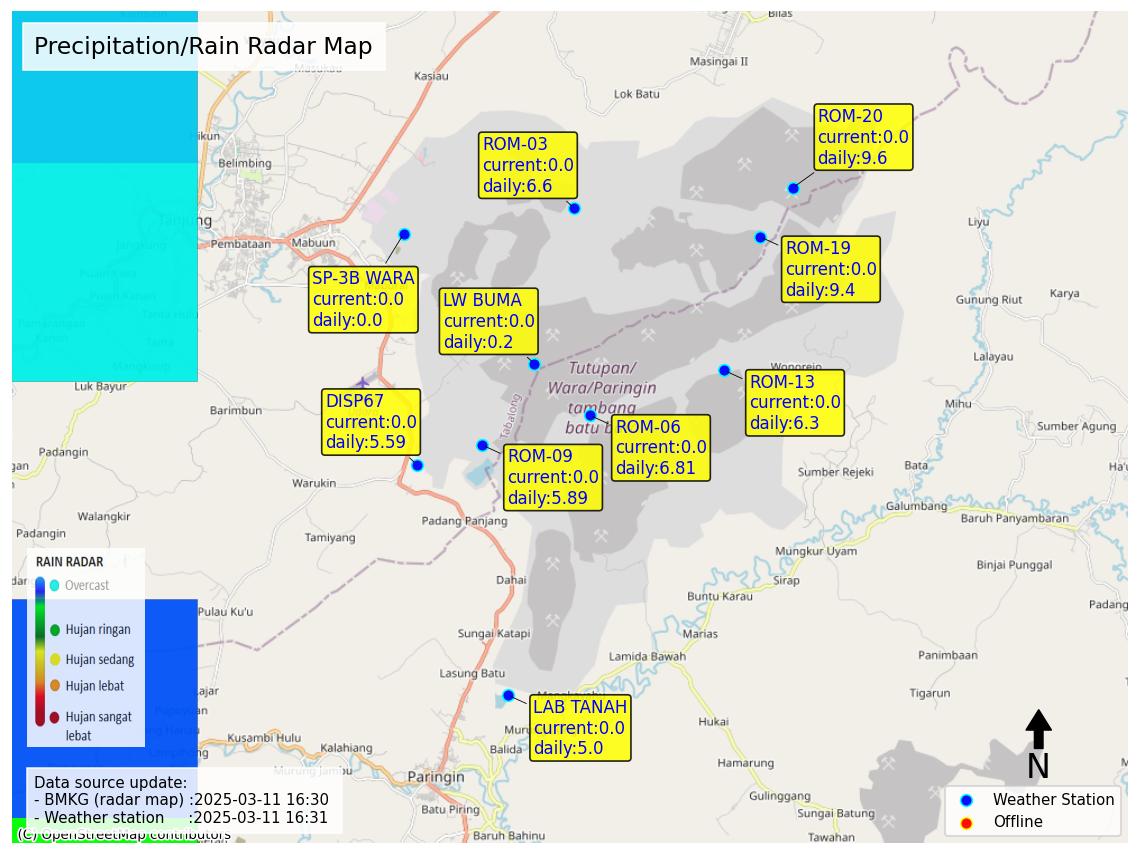 Precipitation/Rain Radar Map
Bilas
Masingai II
Kasiau
Lok Batu
Hikun
Belimbing
Tanjung
Jangkung
Pembataan
Mabuun
Puain Kanan
Tanta Hulu
Pamarangan
Kanan
Tama
Mangkupum
Luk Bayur
Barimbun
Liyu
Gunung Riut
Karya
Lalayau
Wonorejo
Mihu
Sumber Agung
Bata
Sumber Rejeki
ROM-20
current:0.0
daily:9.6
ROM-03
current:0.0
daily:6.6
ROM-19
current:0.0
daily:9.4
SP-3B WARA
current:0.0
daily:0.0
LW BUMA
current:0.0
daily:0.2
Tutupan/
Wara/Paringin
tambang
batu b
Tabalong
ROM-13
current:0.0
daily:6.3
DISP67
current:0.0
daily:5.59
ROM-06
current:0.0
daily:6.81
ROM-09
current:0.0
daily:5.89
Padangin
Warukin
Walangkir
Padangin
Tamiyang
Padang Panjang
Galumbang
Baruh Panyambaran
Mungkur Uyam
Binjai Punggal
Sirap
Dahai
Buntu Karau
Padang
Pulau Ku'u
Sungai Katapi
Marias
Lamida Bawah
Panimbaan
Lasung Batu
Tigarun
Hukai
RAIN RADAR
Overcast
Hujan ringan
Hujan sedang
Hujan lebat
Hujan sangat
lebat
LAB TANAH
current:0.0
daily:5.0
Kusambi Hulu
Kalahiang
Balida
Murung Jambu
Hamarung
Paringin
Gulinggang
Batu Piring
Sungai Batung
Baruh Bahinu
Tawahan
N
Data source update:
- BMKG (radar map) :2025-03-11 16:30
- Weather station :2025-03-11 16:31
(C) OpenStreetMap contributors
Weather Station
Offline